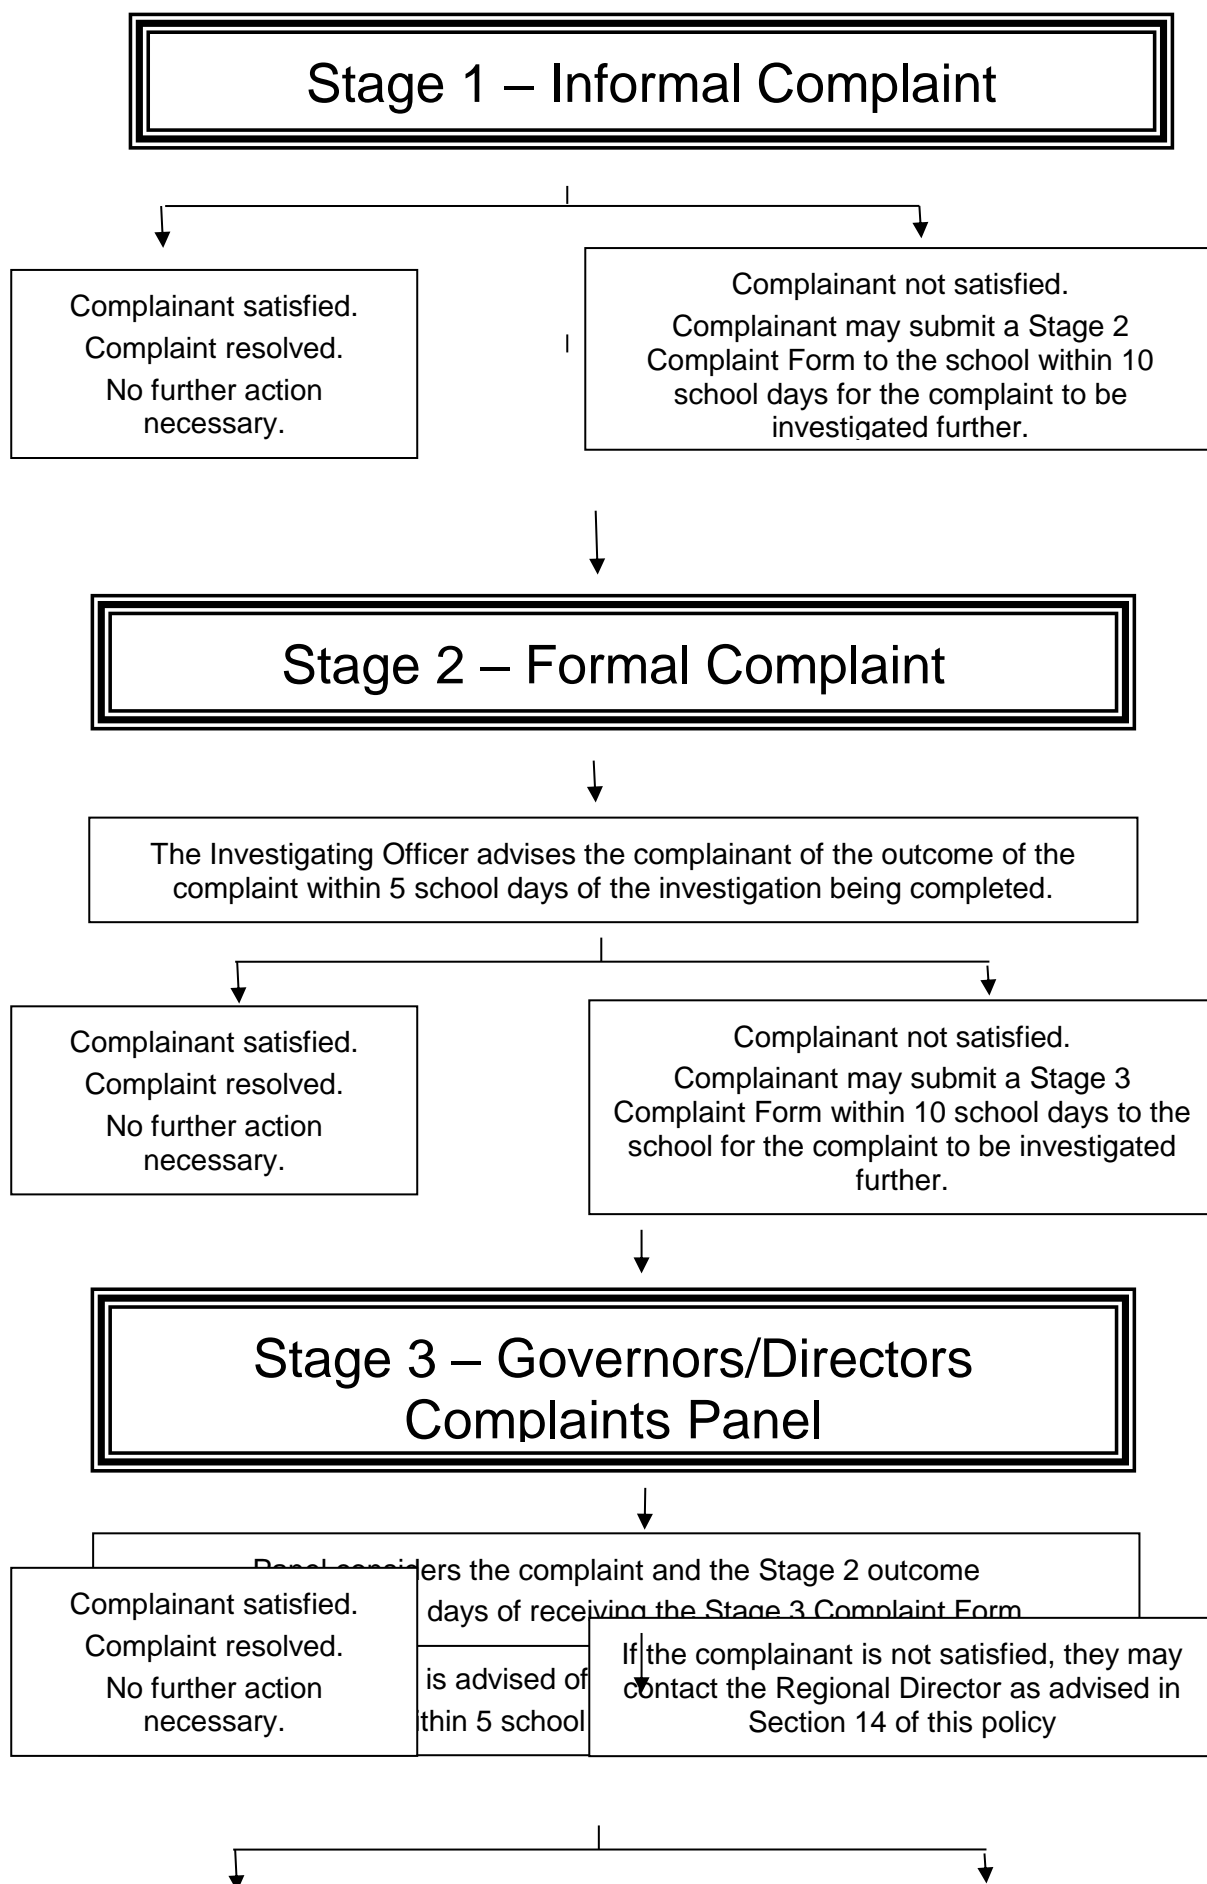 Stage 1 – Informal Complaint
Complainant satisfied.
Complaint resolved.
No further action
necessary.
Complainant not satisfied.
Complainant may submit a Stage 2
Complaint Form to the school within 10
school days for the complaint to be
investigated further.
Stage 2 – Formal Complaint
The Investigating Officer advises the complainant of the outcome of the
complaint within 5 school days of the investigation being completed.
Complainant satisfied.
Complaint resolved.
No further action
necessary.
Complainant not satisfied.
Complainant may submit a Stage 3
Complaint Form within 10 school days to the
school for the complaint to be investigated
further.
Stage 3 – Governors/Directors
Complaints Panel
Panel considers the complaint and the Stage 2 outcome
days of receiving the Stage 3 Complaint Form
is advised of
5 school
Complainant satisfied.
Complaint resolved.
No further action
necessary.
If the complainant is not satisfied, they may
contact the Regional Director as advised in
Section 14 of this policy